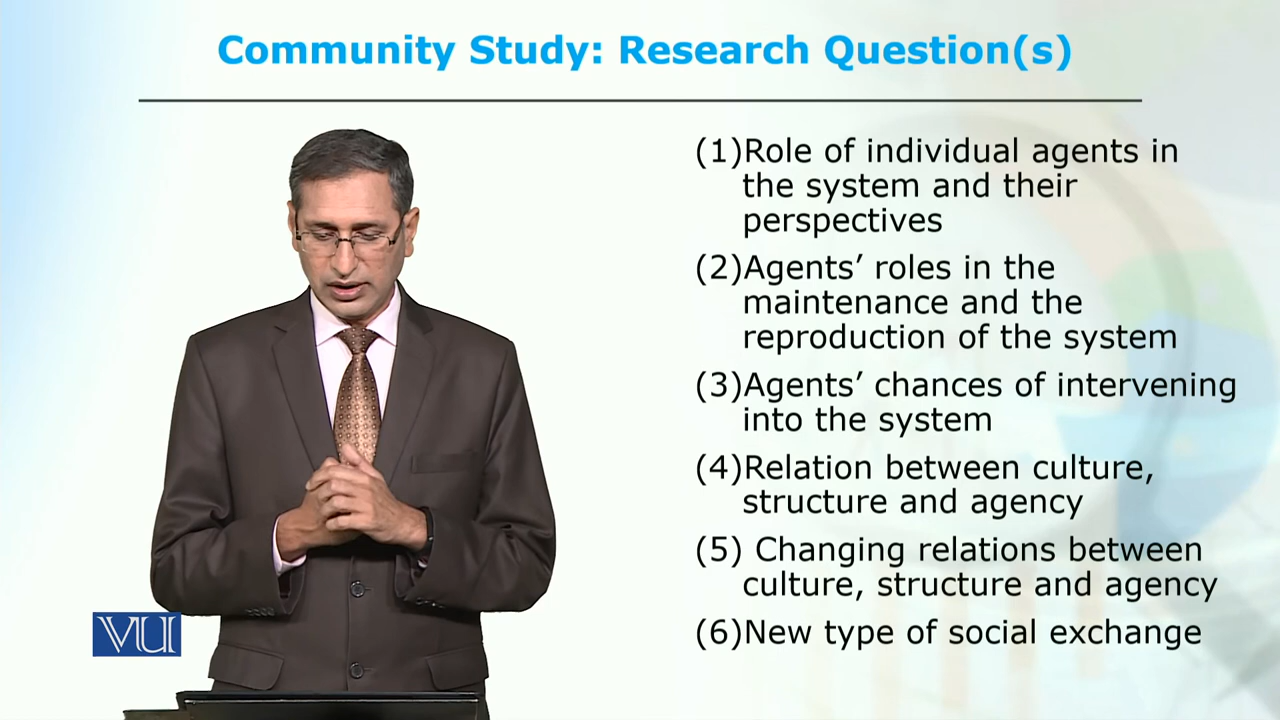 Community Study: Research Question(s)
(1)Role of individual agents in
the system and their
perspectives
(2)Agents’ roles in the
maintenance and the
reproduction of the system
(3)Agents’ chances of intervening
into the system
(4)Relation between culture,
structure and agency
(5) Changing relations between
culture, structure and agency
(6)New type of social exchange
VU